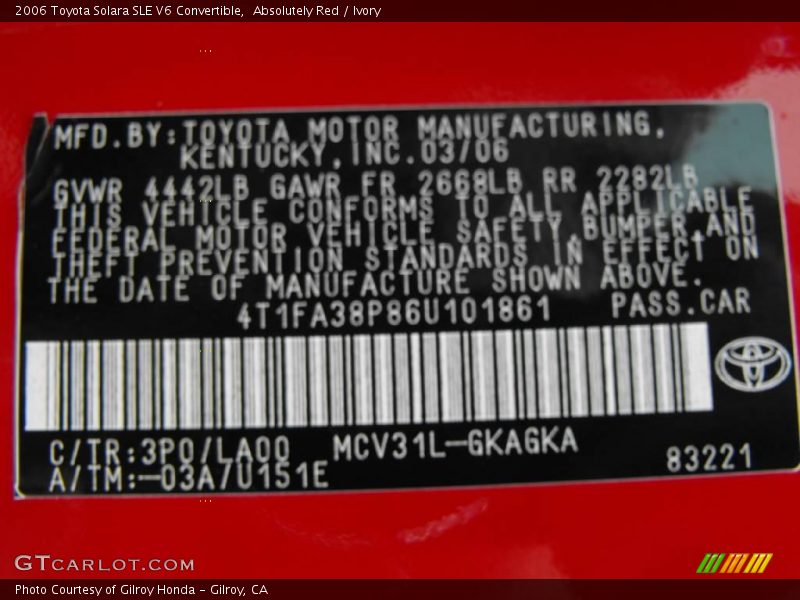 2006 Toyota Solara SLE V6 Convertible,  Absolutely Red / Ivory
MFD.BY:TOYOTA MOTOR MANUFACTURING,
KENTUCKY,INC.03/06
GVWR 4442LB GAWR FR 2668LB RR 2282LB
THIS VEHICLE CONFORMS TO ALL APPLICABLE
FEDERAL MOTOR VEHICLE SAFETY,BUMPER,AND
THEFT PREVENTION STANDARDS IN EFFECT ON
THE DATE OF MANUFACTURE SHOWN ABOVE.
4T1FA38P86U101861 PASS.CAR
C/TR:3P0/LA00 MCV31L-GKAGKA
A/TM:-03A/U151E 83221
GTCARLOT.COM
Photo Courtesy of Gilroy Honda - Gilroy, CA